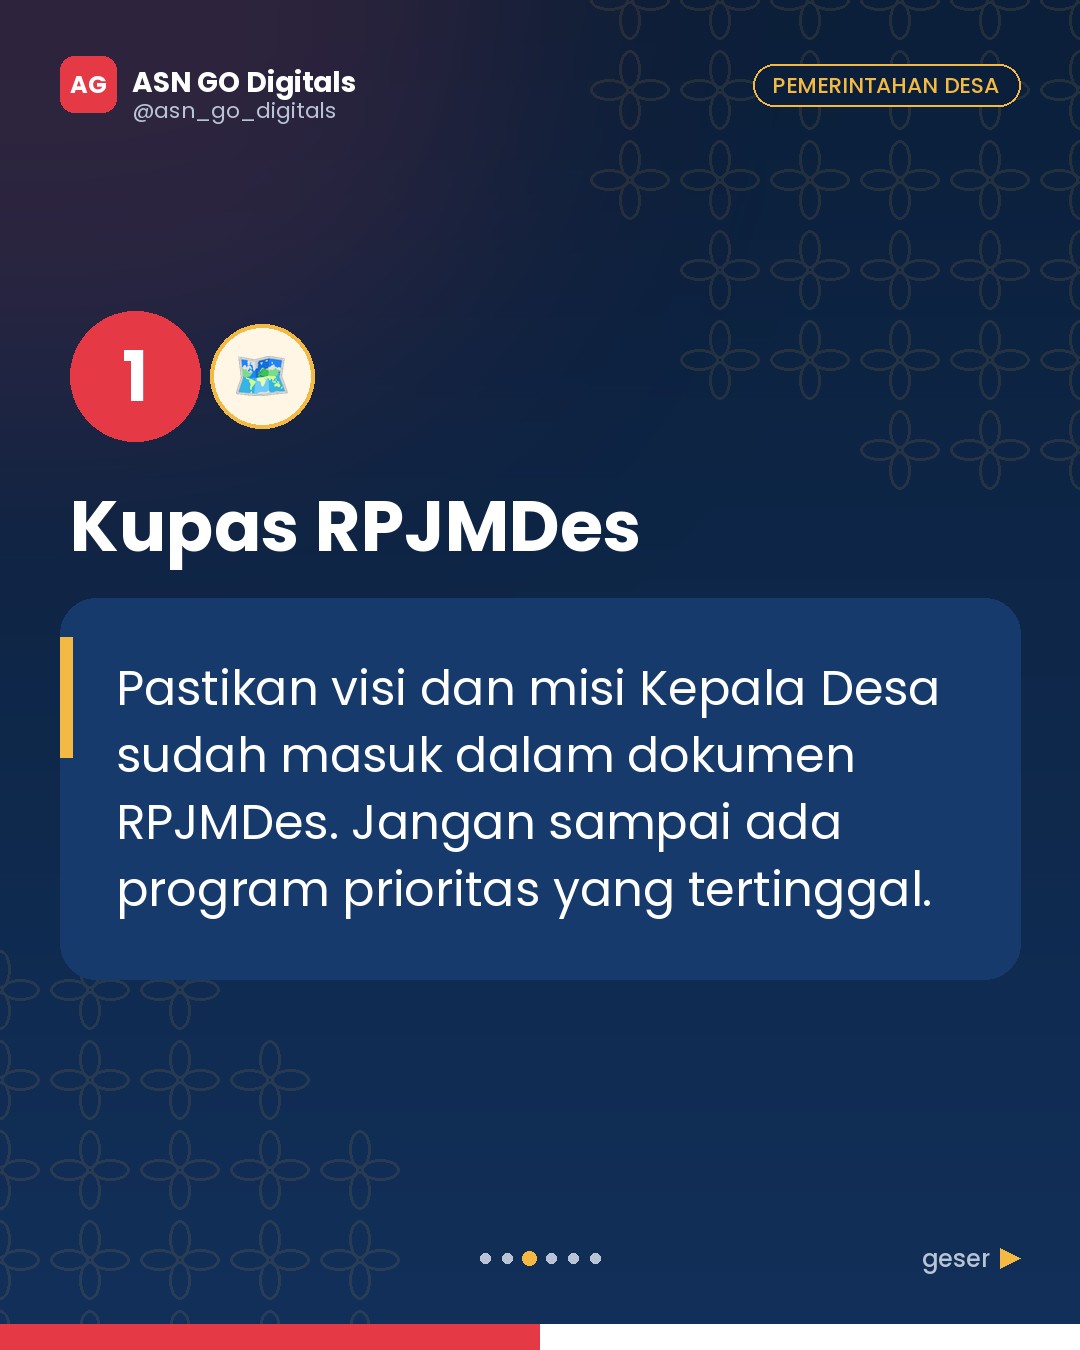 AG
ASN GO Digitals
@asn_go_digitals
PEMERINTAHAN DESA
1
Kupas RPJMDes
Pastikan visi dan misi Kepala Desa
sudah masuk dalam dokumen
RPJMDes. Jangan sampai ada
program prioritas yang tertinggal.
geser